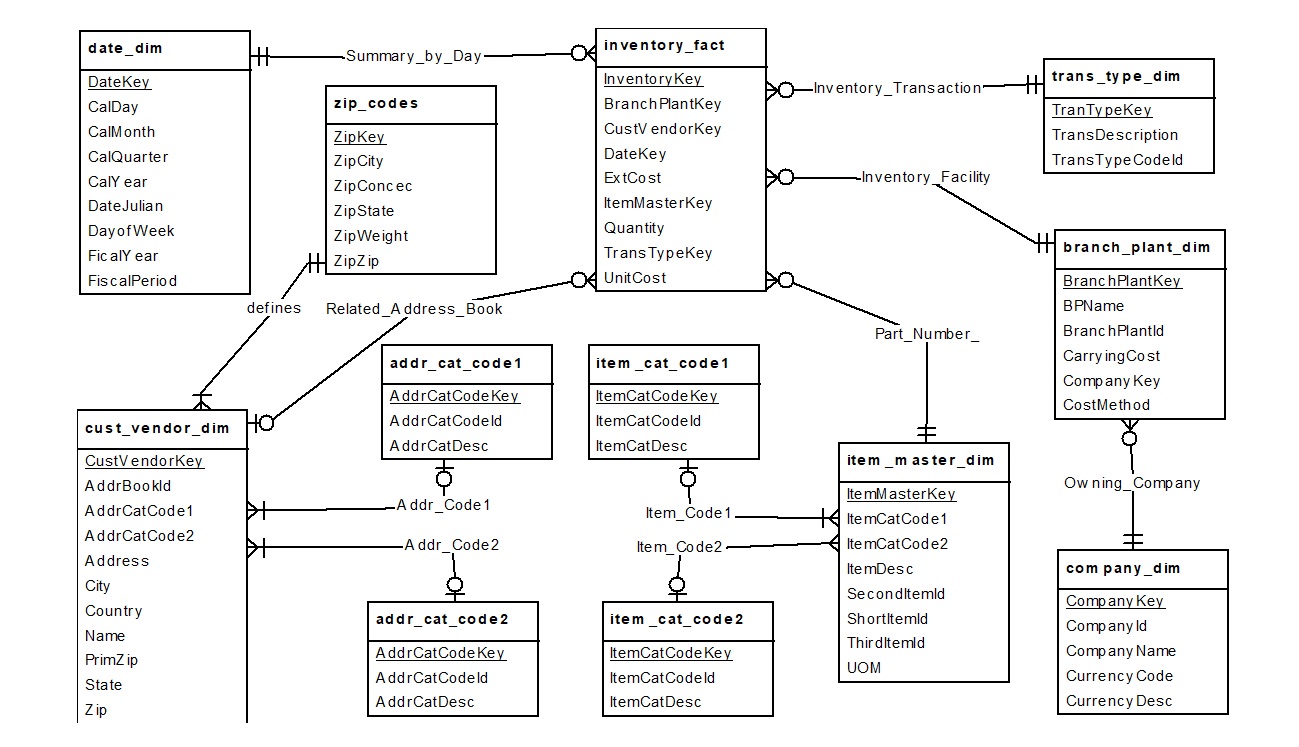 date_dim
DateKey
CalDay
CalMonth
CalQuarter
CalYear
DateJulian
DayofWeek
FicalYear
FiscalPeriod
Summary_by_Day
zip_codes
ZipKey
ZipCity
ZipConcec
ZipState
ZipWeight
ZipZip
inventory_fact
InventoryKey
BranchPlantKey
CustVendorKey
DateKey
ExtCost
ItemMasterKey
Quantity
TransTypeKey
UnitCost
Inventory_Transaction
trans_type_dim
TranTypeKey
TransDescription
TransTypeCodeId
Inventory_Facility
branch_plant_dim
BranchPlantKey
BPName
BranchPlantId
CarryingCost
CompanyKey
CostMethod
defines
Related_Address_Book
Part_Number_
addr_cat_code1
AddrCatCodeKey
AddrCatCodeId
AddrCatDesc
item_cat_code1
ItemCatCodeKey
ItemCatCodeId
ItemCatDesc
cust_vendor_dim
CustVendorKey
AddrBookId
AddrCatCode1
AddrCatCode2
Address
City
Country
Name
PrimZip
State
Zip
Addr_Code1
Addr_Code2
Item_Code1
Item_Code2
item_master_dim
ItemMasterKey
ItemCatCode1
ItemCatCode2
ItemDesc
SecondItemId
ShortItemId
ThirdItemId
UOM
Owning_Company
addr_cat_code2
AddrCatCodeKey
AddrCatCodeId
AddrCatDesc
item_cat_code2
ItemCatCodeKey
ItemCatCodeId
ItemCatDesc
company_dim
CompanyKey
CompanyId
CompanyName
CurrencyCode
CurrencyDesc